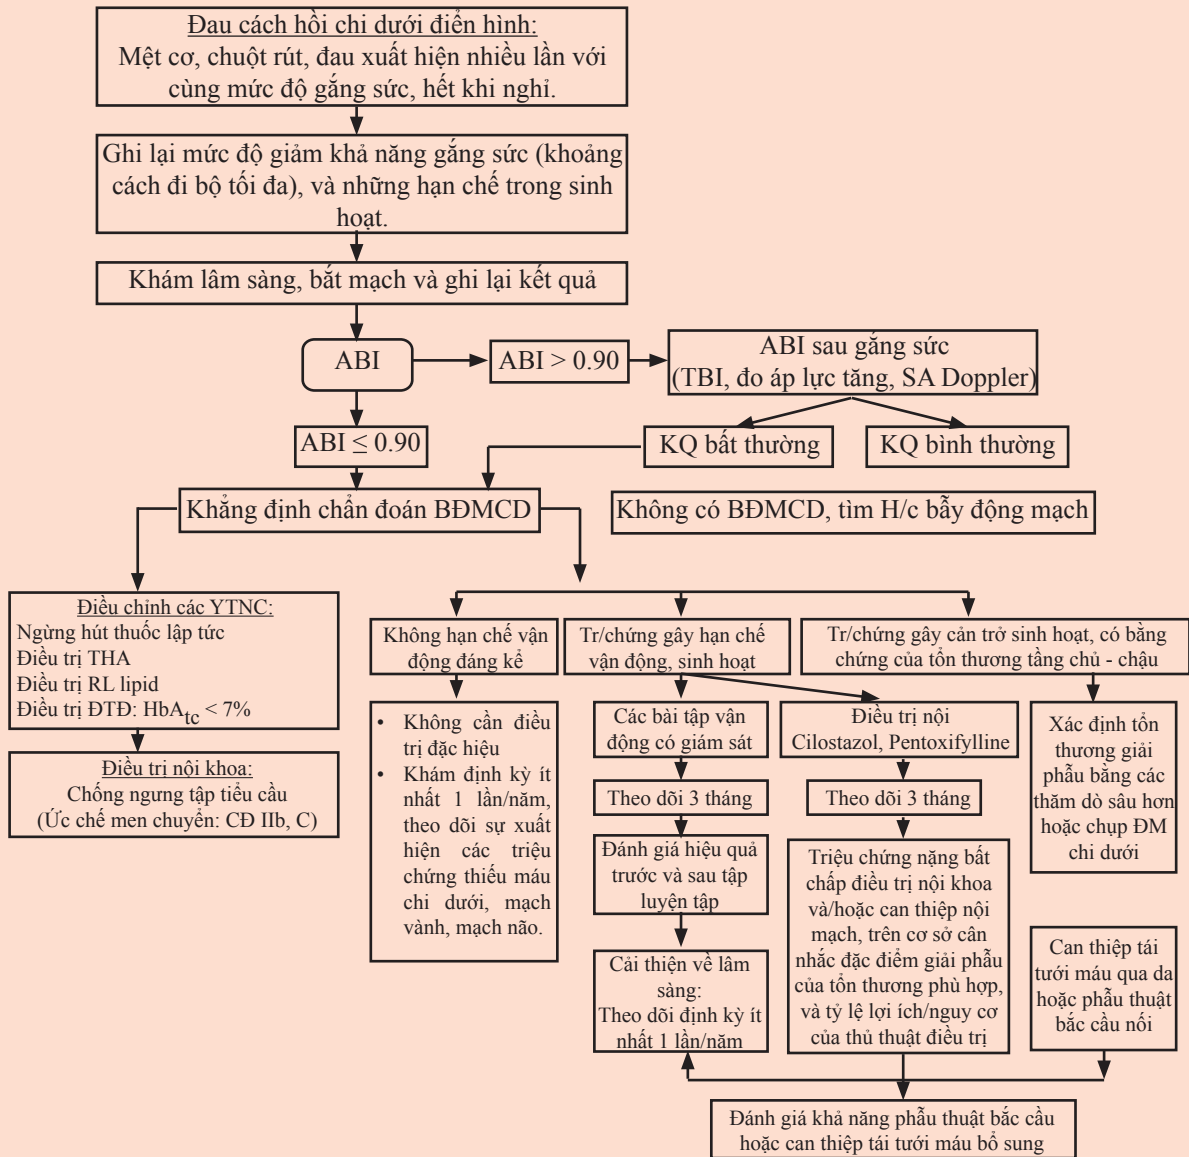 Đau cách hồi chi dưới điển hình:
Mệt cơ, chuột rút, đau xuất hiện nhiều lần với
cùng mức độ gắng sức, hết khi nghỉ.
Ghi lại mức độ giảm khả năng gắng sức (khoảng
cách đi bộ tối đa), và những hạn chế trong sinh
hoạt.
Khám lâm sàng, bắt mạch và ghi lại kết quả
ABI
ABI > 0.90
ABI sau gắng sức
(TBI, đo áp lực tăng, SA Doppler)
ABI ≤ 0.90
KQ bất thường
KQ bình thường
Khẳng định chẩn đoán BĐMCD
Không có BĐMCD, tìm H/c bẫy động mạch
Điều chỉnh các YTNC:
Ngừng hút thuốc lập tức
Điều trị THA
Điều trị RL lipid
Điều trị ĐTĐ: HbAtc < 7%
Điều trị nội khoa:
Chống ngưng tập tiểu cầu
(Ức chế men chuyển: CĐ IIb, C)
Không hạn chế vận
động đáng kể
• Không cần điều
trị đặc hiệu
• Khám định kỳ ít
nhất 1 lần/năm,
theo dõi sự xuất
hiện các triệu
chứng thiếu máu
chi dưới, mạch
vành, mạch não.
Tr/chứng gây hạn chế
vận động, sinh hoạt
Các bài tập vận
động có giám sát
Theo dõi 3 tháng
Đánh giá hiệu quả
trước và sau tập
luyện tập
Cải thiện về lâm
sàng:
Theo dõi định kỳ ít
nhất 1 lần/năm
Điều trị nội
Cilostazol, Pentoxifylline
Theo dõi 3 tháng
Triệu chứng nặng bất
chấp điều trị nội khoa
và/hoặc can thiệp nội
mạch, trên cơ sở cân
nhắc đặc điểm giải phẫu
của tổn thương phù hợp,
và tỷ lệ lợi ích/nguy cơ
của thủ thuật điều trị
Tr/chứng gây cản trở sinh hoạt, có bằng
chứng của tổn thương tầng chủ - chậu
Xác định tổn
thương giải
phẫu bằng các
thăm dò sâu hơn
hoặc chụp ĐM
chi dưới
Can thiệp tái
tưới máu qua da
hoặc phẫu thuật
bắc cầu nối
Đánh giá khả năng phẫu thuật bắc cầu
hoặc can thiệp tái tưới máu bổ sung